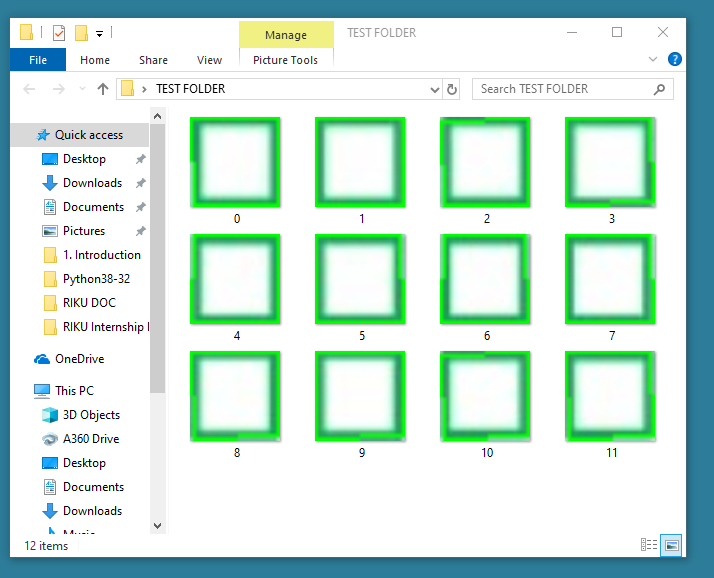 Manage
TEST FOLDER
File
Home
Share
View
Picture Tools
?
TEST FOLDER
Search TEST FOLDER
Quick access
Desktop
Downloads
Documents
Pictures
1. Introduction
Python38-32
RIKU DOC
RIKU Internship
OneDrive
This PC
3D Objects
A360 Drive
Desktop
Documents
Downloads
0
1
2
3
4
5
6
7
8
9
10
11
12 items